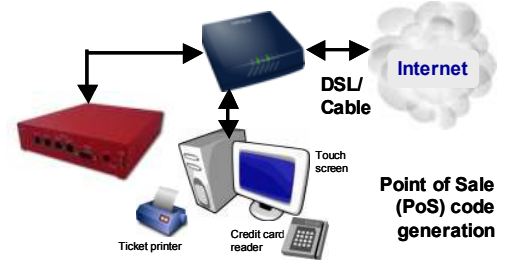 Internet
DSL/
Cable
Touch
screen
Point of Sale
(PoS) code
generation
Credit card
reader
Ticket printer